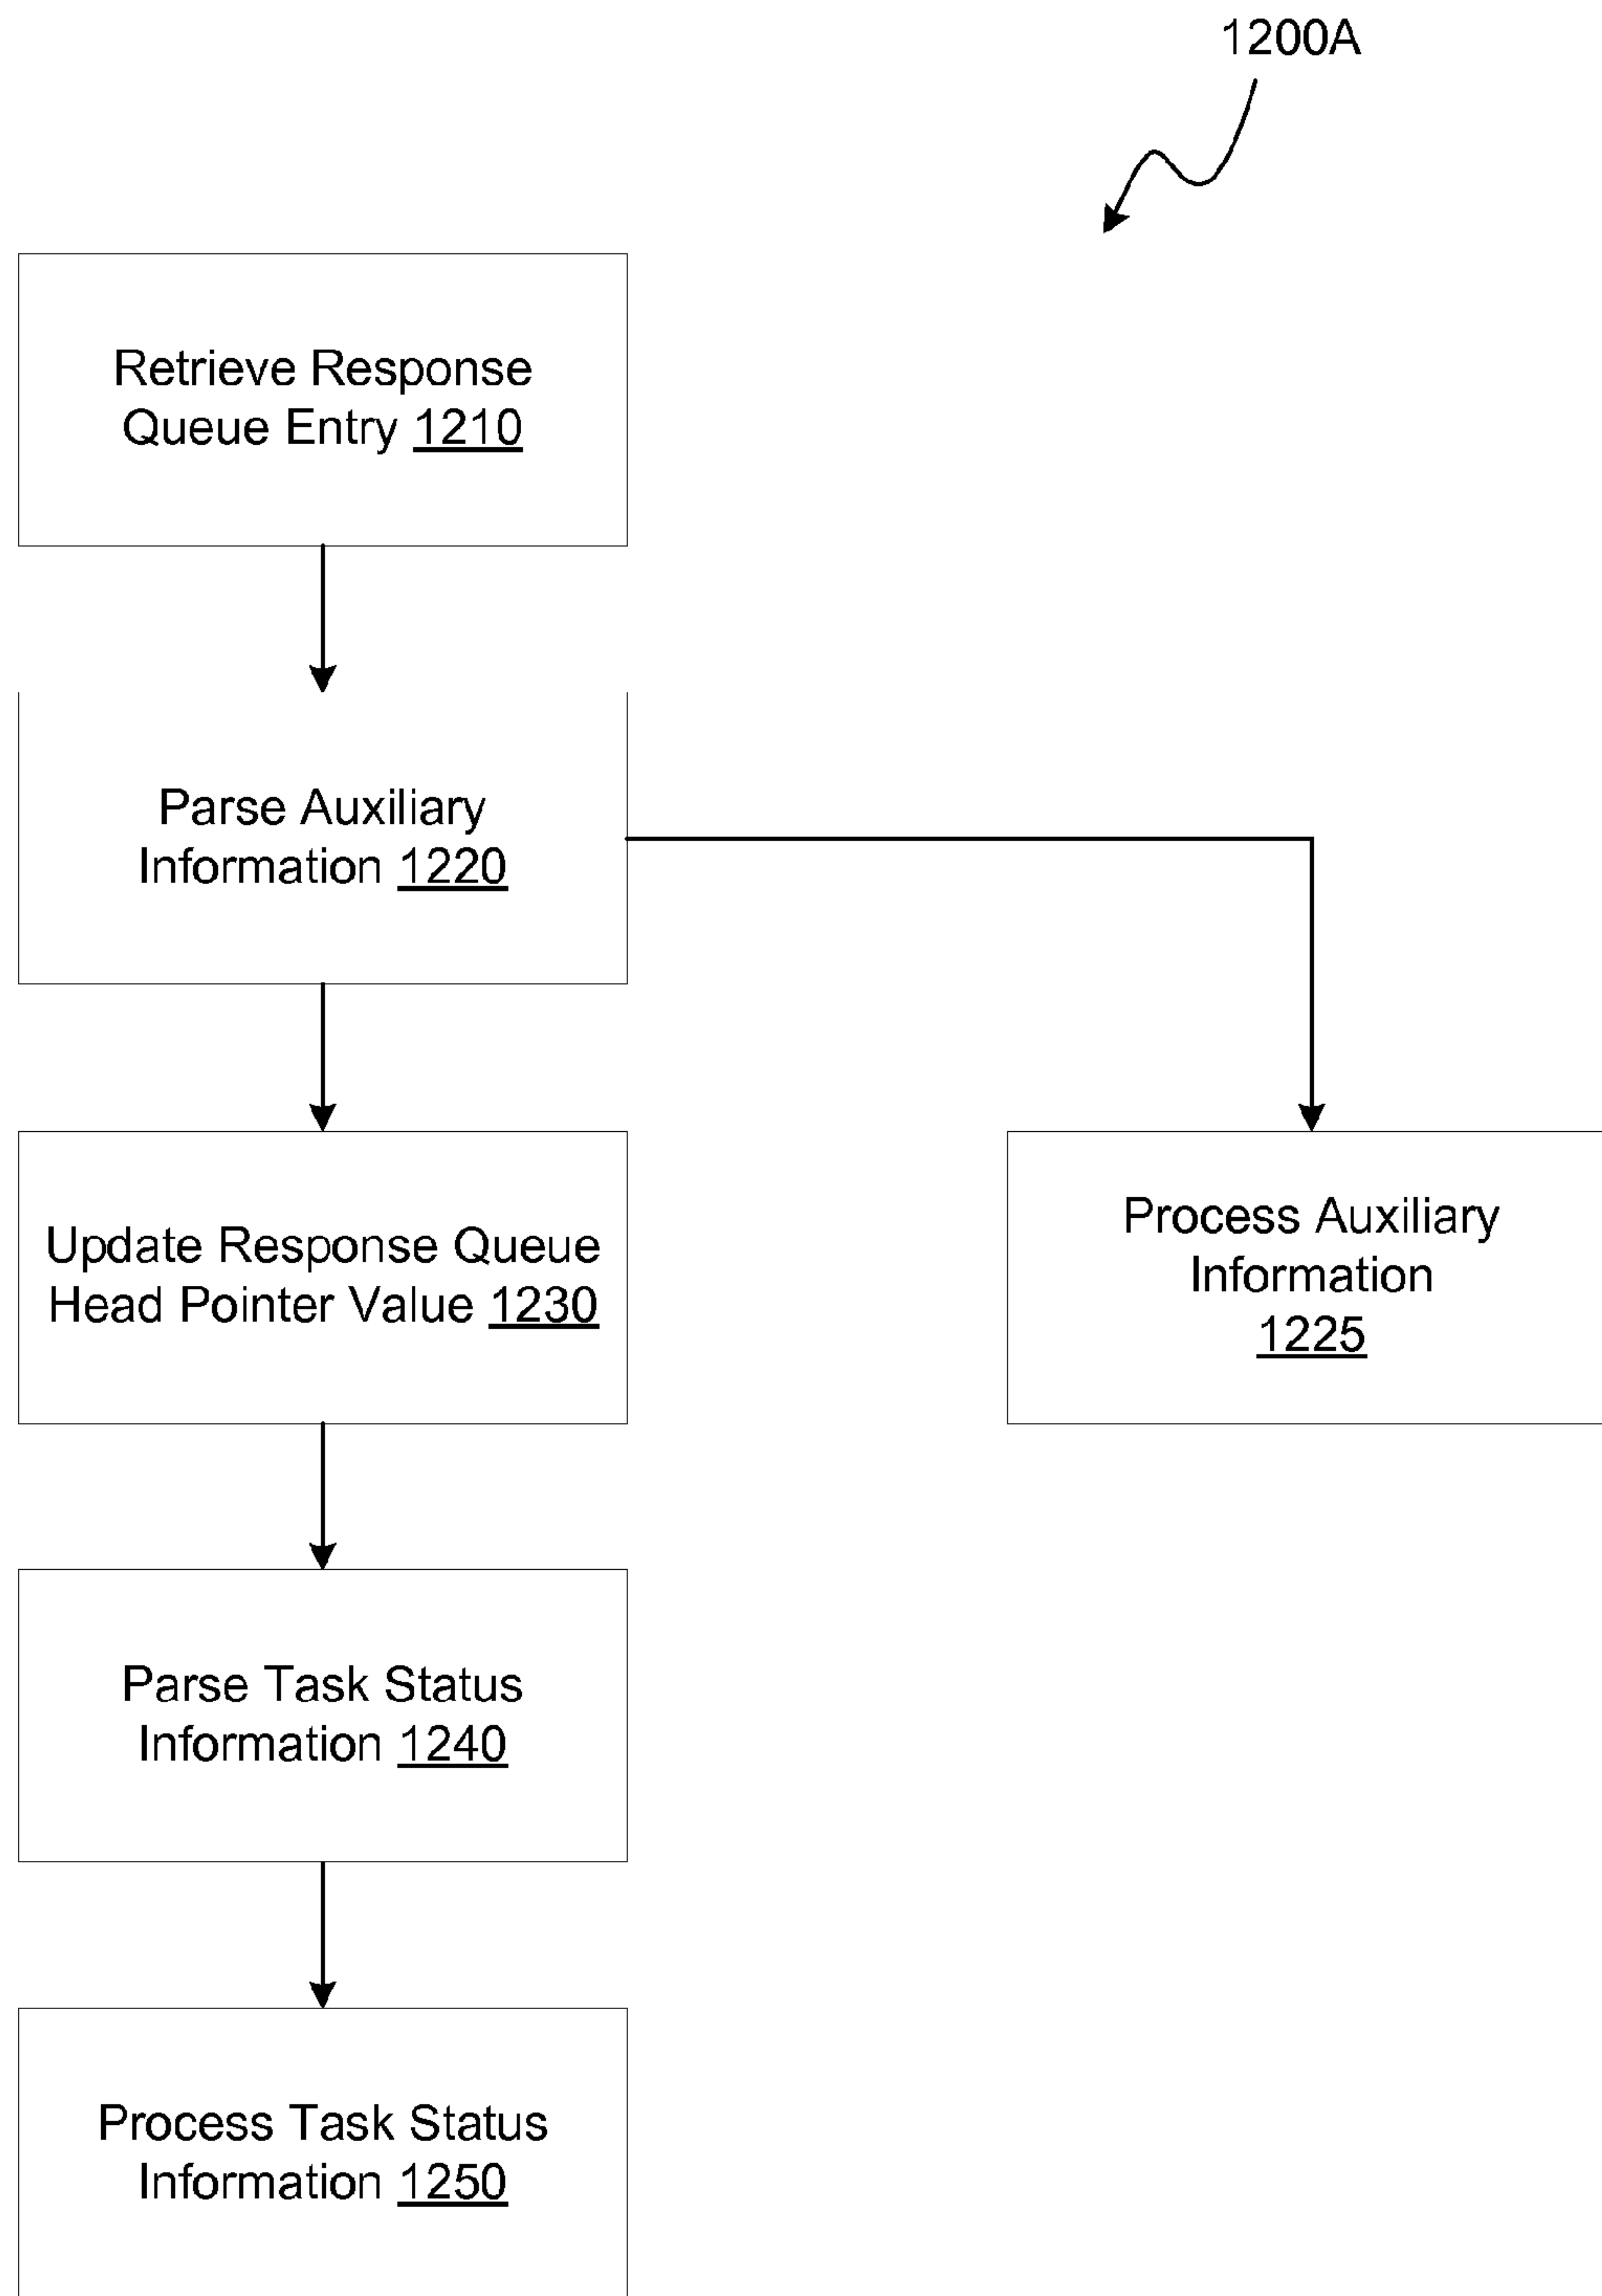 1200A
Retrieve Response
Queue Entry 1210
Parse Auxiliary
Information 1220
Update Response Queue
Head Pointer Value 1230
Process Auxiliary
Information
1225
Parse Task Status
Information 1240
Process Task Status
Information 1250